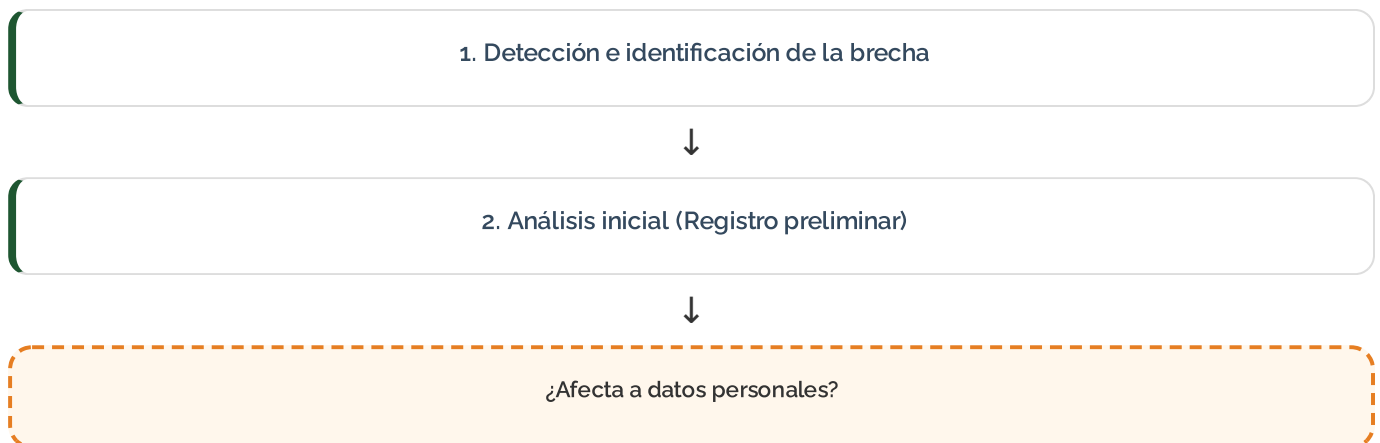 1. Detección e identificación de la brecha
↓
2. Análisis inicial (Registro preliminar)
↓
¿Afecta a datos personales?